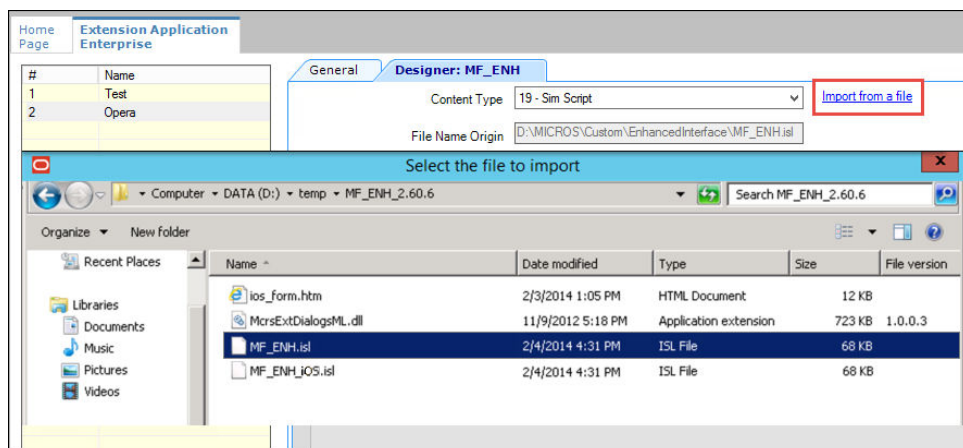 Home Page
Extension Application Enterprise
# Name
1 Test
2 Opera
General
Designer: MF_ENH
Content Type 19 - Sim Script Import from a file
File Name Origin D:\MICROS\Custom\EnhancedInterface\MF_ENH.isl
Select the file to import
x
Computer DATA (D:) temp MF_ENH_2.60.6
Search MF_ENH_2.60.6
Organize New folder
Recent Places
Libraries
Documents
Music
Pictures
Videos
Name Date modified Type Size File version
ios_form.htm 2/3/2014 1:05 PM HTML Document 12 KB
McrsExtDialogsML.dll 11/9/2012 5:18 PM Application extension 723 KB 1.0.0.3
MF_ENH.isl 2/4/2014 4:31 PM ISL File 68 KB
MF_ENH_iOS.isl 2/4/2014 4:31 PM ISL File 68 KB